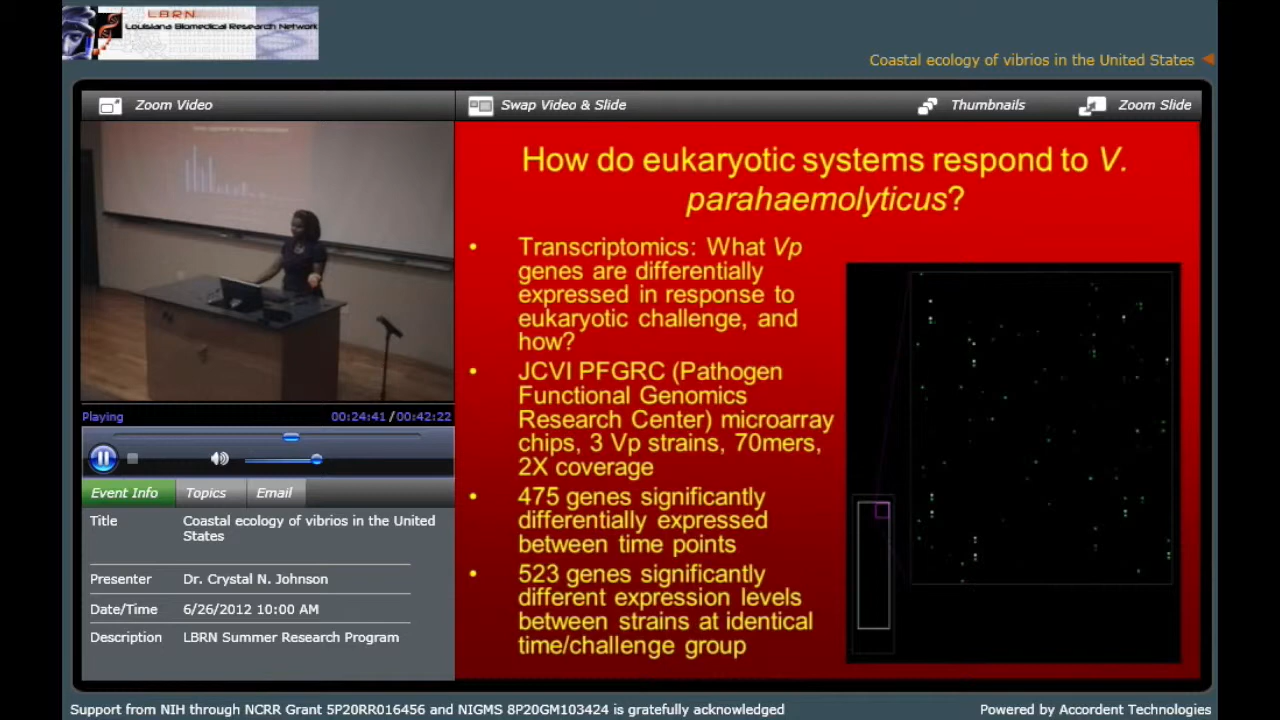 LBRN
Louisiana Biomedical Research Network
Coastal ecology of vibrios in the United States
Zoom Video
Swap Video & Slide
Thumbnails
Zoom Slide
Playing
00:24:41 / 00:42:22
Event Info
Topics
Email
Title
Coastal ecology of vibrios in the United
States
Presenter
Dr. Crystal N. Johnson
Date/Time
6/26/2012 10:00 AM
Description
LBRN Summer Research Program
How do eukaryotic systems respond to V.
parahaemolyticus?
• Transcriptomics: What Vp
genes are differentially
expressed in response to
eukaryotic challenge, and
how?
• JCVI PFGRC (Pathogen
Functional Genomics
Research Center) microarray
chips, 3 Vp strains, 70mers,
2X coverage
• 475 genes significantly
differentially expressed
between time points
• 523 genes significantly
different expression levels
between strains at identical
time/challenge group
Support from NIH through NCRR Grant 5P20RR016456 and NIGMS 8P20GM103424 is gratefully acknowledged
Powered by Accordent Technologies